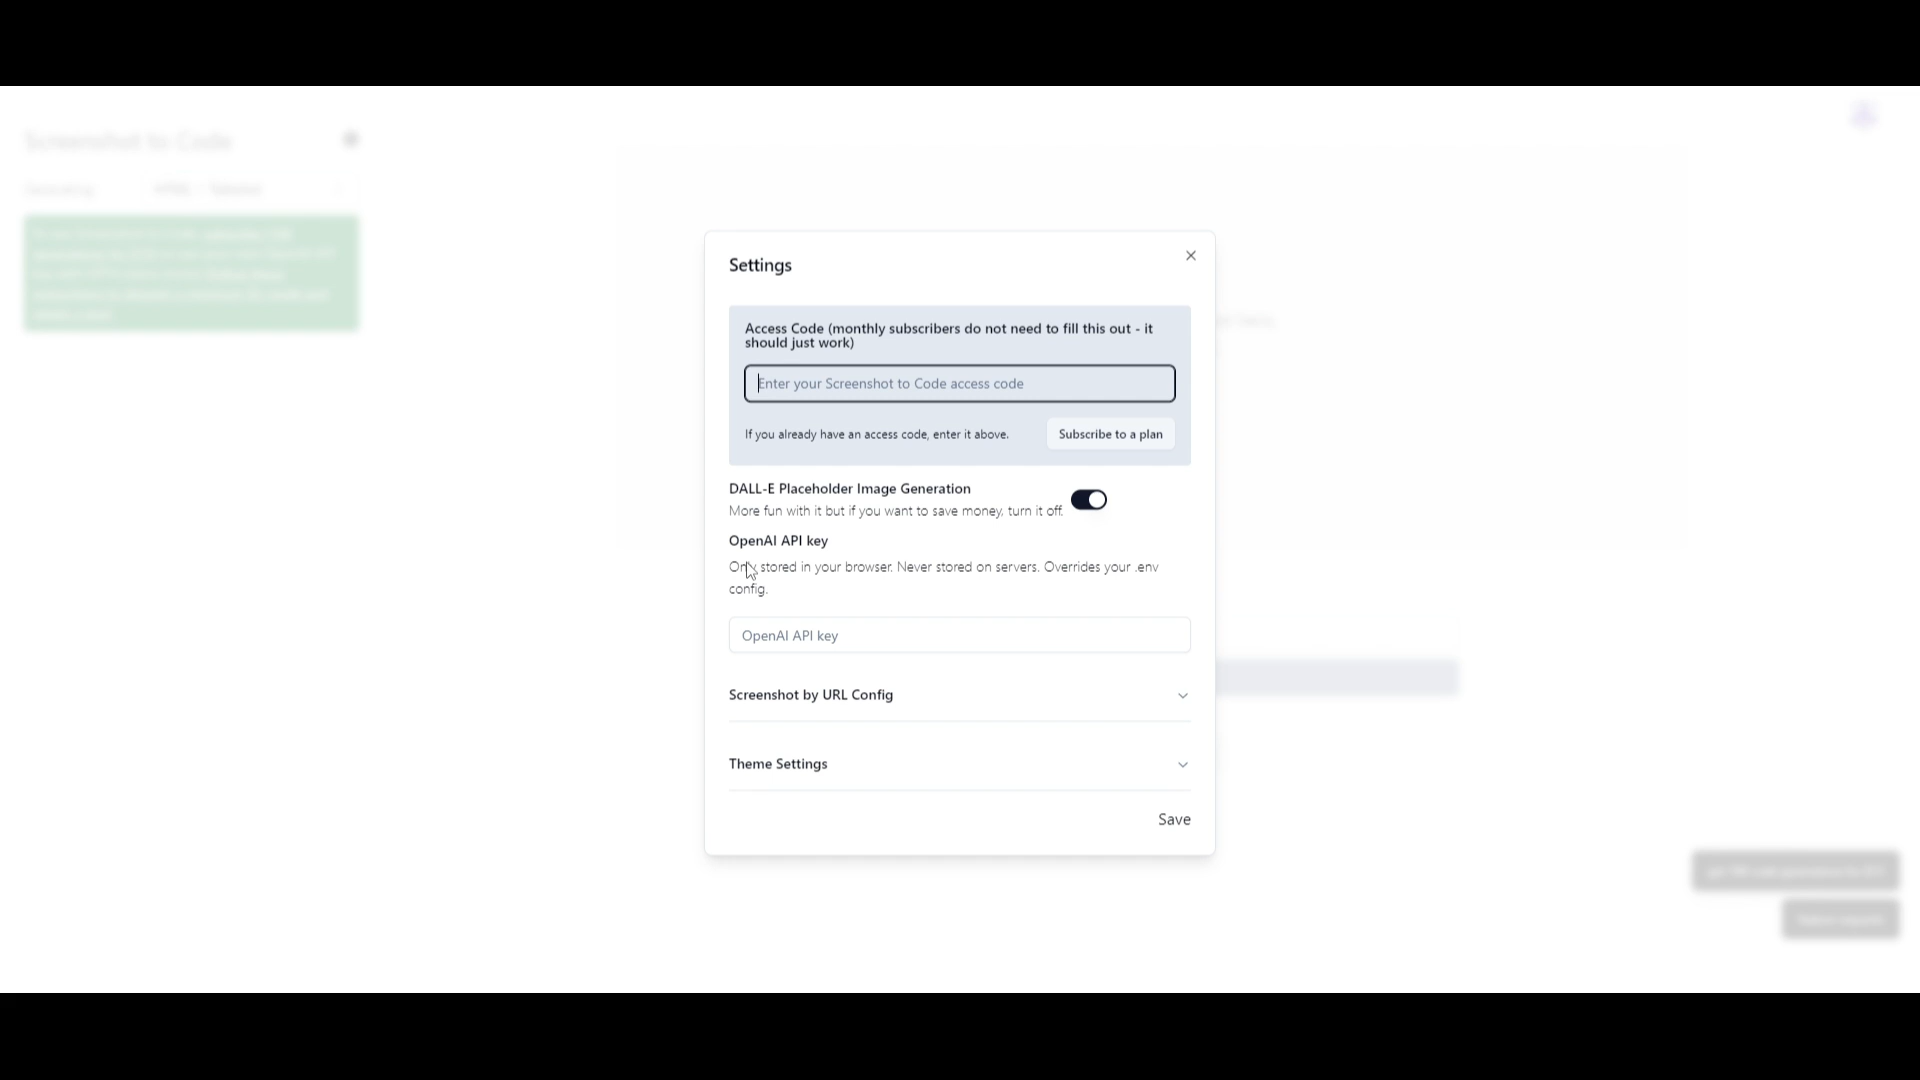 Screenshot to Code
Settings
Access Code (monthly subscribers do not need to fill this out - it
should just work)
Enter your Screenshot to Code access code
If you already have an access code, enter it above.
Subscribe to a plan
DALL-E Placeholder Image Generation
More fun with it but if you want to save money, turn it off.
OpenAI API key
Only stored in your browser. Never stored on servers. Overrides your .env
config.
OpenAI API key
Screenshot by URL Config
Theme Settings
Save